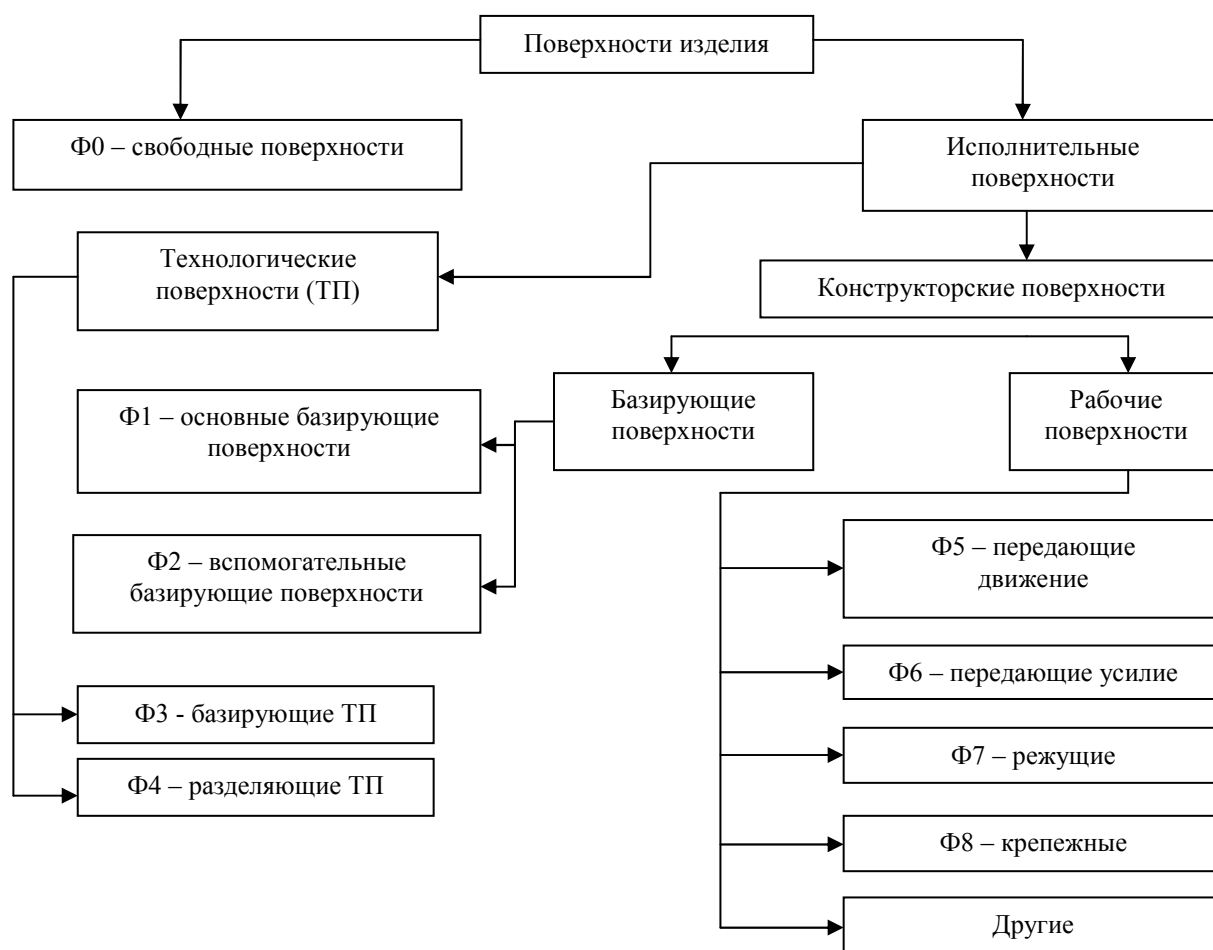 Поверхности изделия
Ф0 – свободные поверхности
Исполнительные
поверхности
Технологические
поверхности (ТП)
Конструкторские поверхности
Базирующие
поверхности
Рабочие
поверхности
Ф1 – основные базирующие
поверхности
Ф2 – вспомогательные
базирующие поверхности
Ф3 - базирующие ТП
Ф4 – разделяющие ТП
Ф5 – передающие
движение
Ф6 – передающие усилие
Ф7 – режущие
Ф8 – крепежные
Другие